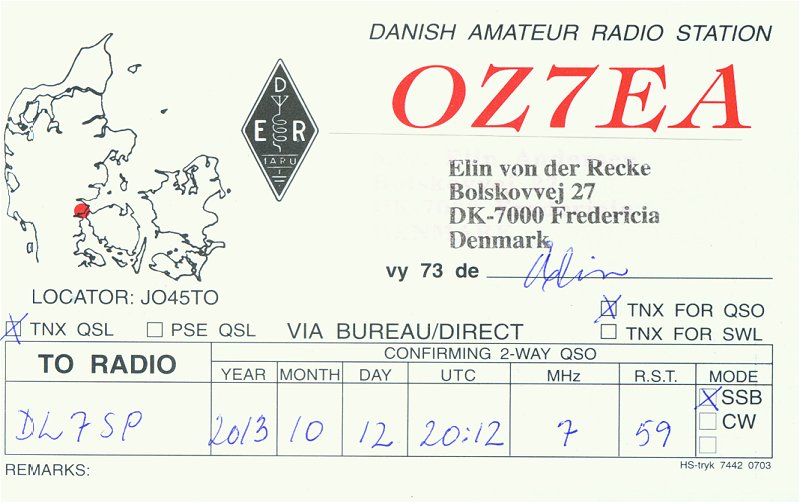 DANISH AMATEUR RADIO STATION
OZ7EA
D
E R
IAPU
Elin von der Recke
Bolskovvej 27
DK-7000 Fredericia
Denmark
vy 73 de Elin
LOCATOR: JO45TO
TNX FOR QSO
TNX QSL PSE QSL VIA BUREAU/DIRECT TNX FOR SWL
TO RADIO CONFIRMING 2-WAY QSO
YEAR MONTH DAY UTC MHz R.S.T. MODE
SSB
DL7SP 2013 10 12 20:12 7 59 CW
REMARKS: HS-tryk 7442 0703